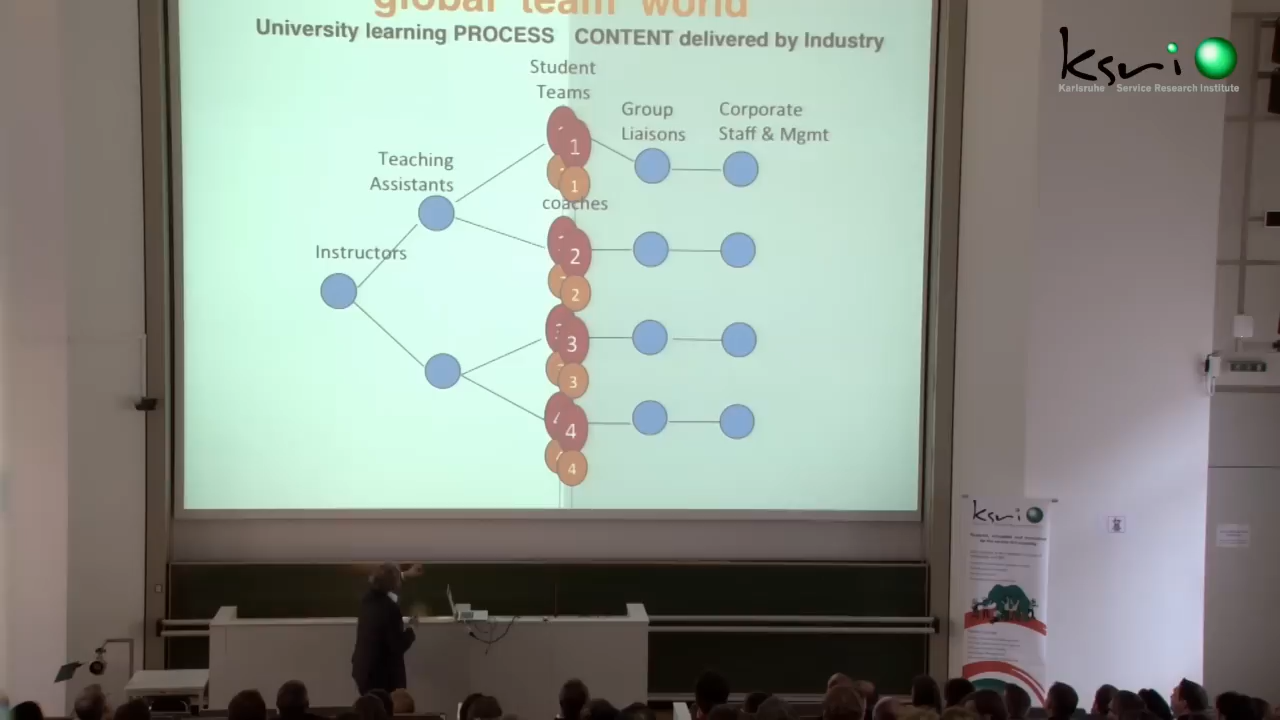 global team world
University learning PROCESS CONTENT delivered by Industry
Student
Teams
Group
Liaisons
Corporate
Staff & Mgmt
Teaching
Assistants
Instructors
1
1
coaches
2
2
3
3
4
4
ksri
Karlsruhe Service Research Institute
ksri